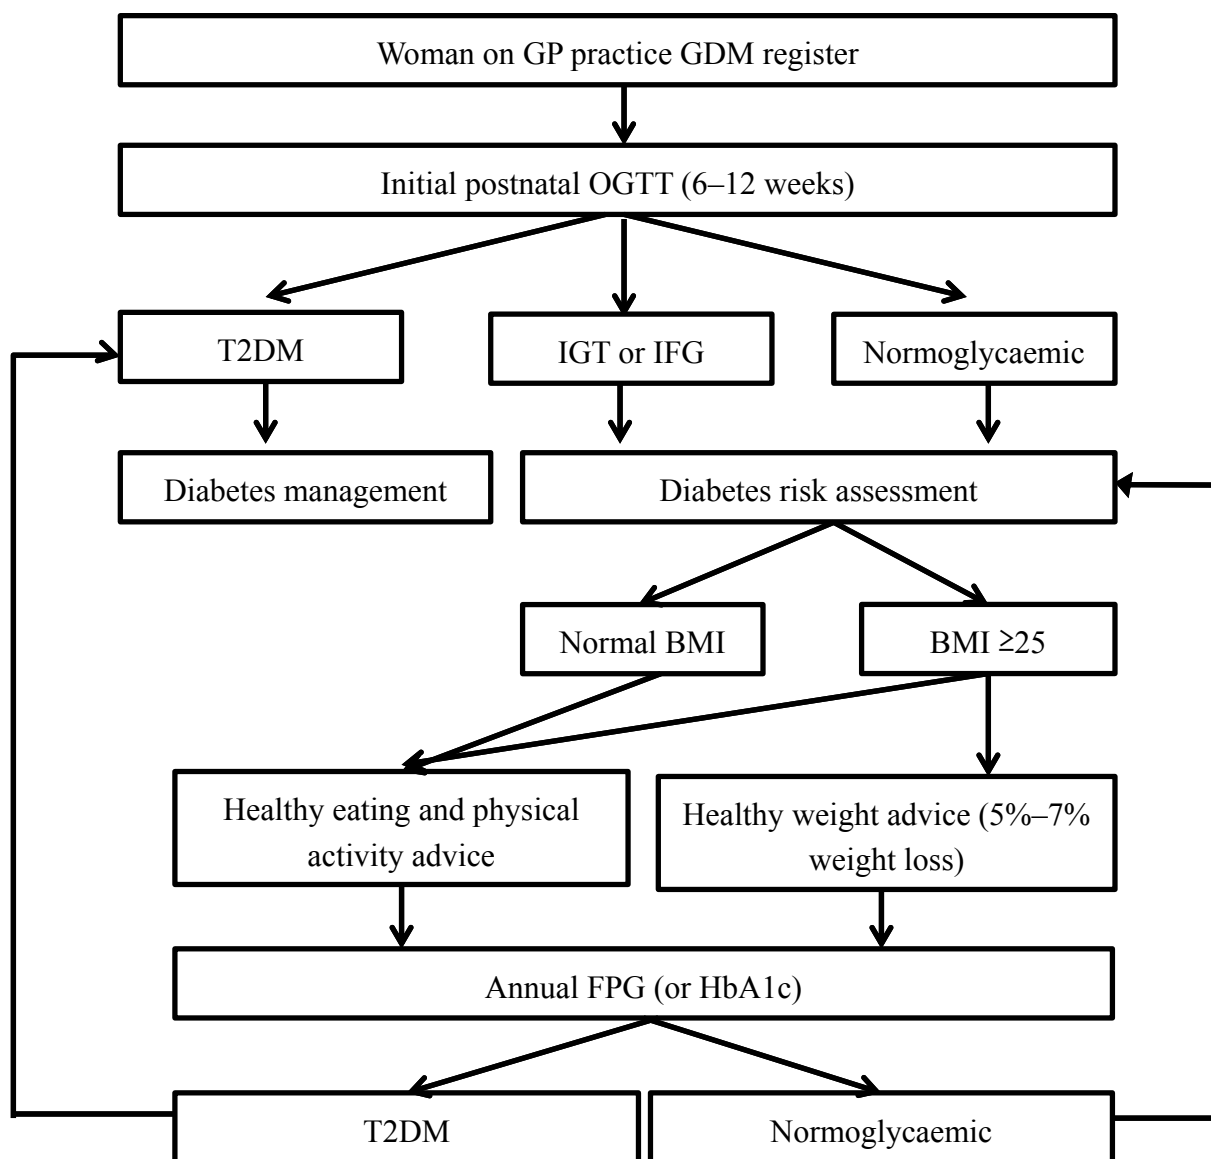 Woman on GP practice GDM register
Initial postnatal OGTT (6–12 weeks)
T2DM
IGT or IFG
Normoglycaemic
Diabetes management
Diabetes risk assessment
Normal BMI
BMI ≥25
Healthy eating and physical
activity advice
Healthy weight advice (5%–7%
weight loss)
Annual FPG (or HbA1c)
T2DM
Normoglycaemic